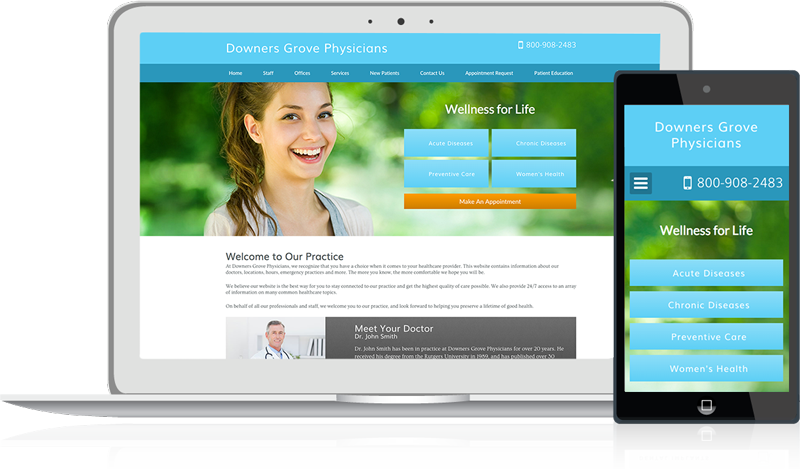 Downers Grove Physicians
800-908-2483
Home Staff Offices Services New Patients Contact Us Appointment Request Patient Education
Wellness for Life
Acute Diseases Chronic Diseases
Preventive Care Women's Health
Make An Appointment
Welcome to Our Practice
At Downers Grove Physicians, we recognize that you have a choice when it comes to your healthcare provider. This website contains information about our
doctors, locations, hours, emergency practices and more. The more you know, the more comfortable we hope you will be.
We believe our website is the best way for you to stay connected to our practice and get the highest quality of care possible. We also provide 24/7 access to an array
of information on many common healthcare topics.
On behalf of all our professionals and staff, we welcome you to our practice, and look forward to helping you preserve a lifetime of good health.
Meet Your Doctor
Dr. John Smith
Dr. John Smith has been in practice at Downers Grove Physicians for over 20 years. He
received his degree from the Rutgers University in 1959, and has published over 50
Downers Grove
Physicians
800-908-2483
Wellness for Life
Acute Diseases
Chronic Diseases
Preventive Care
Women's Health